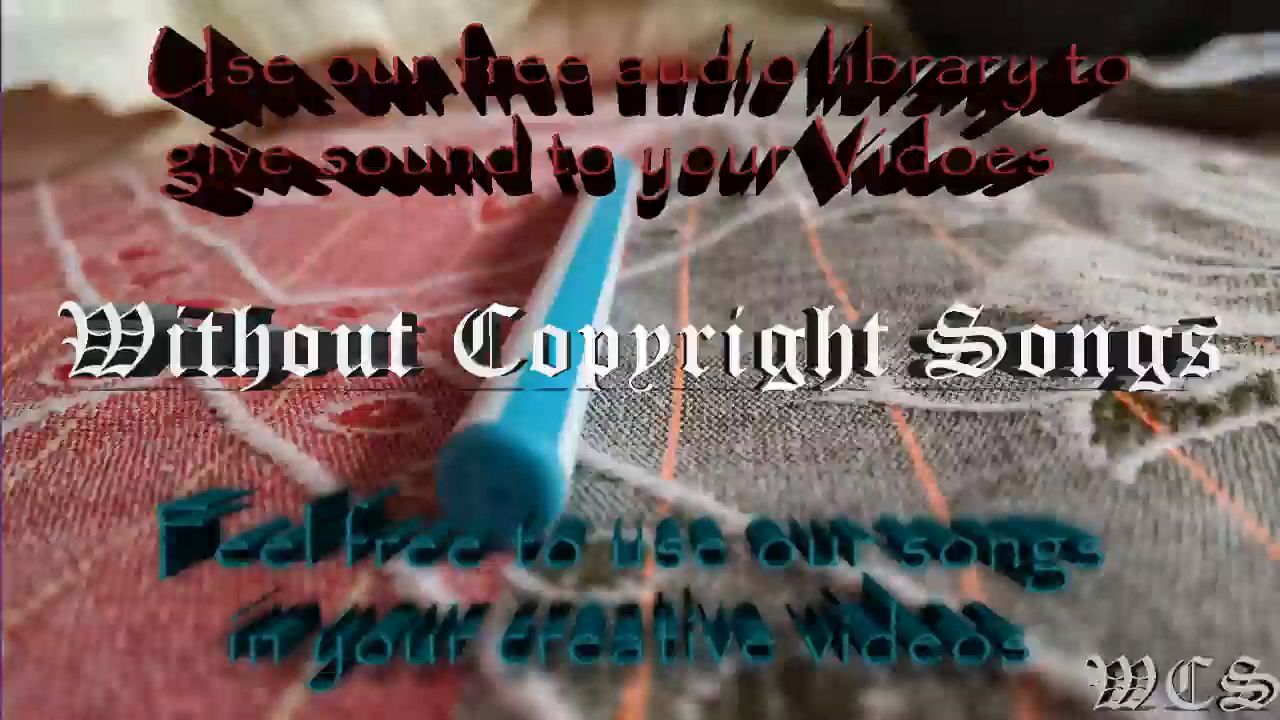 Use our free audio library to
give sound to your Vidoes
Without Copyright Songs
Feel free to use our songs
in your creative videos
WCS